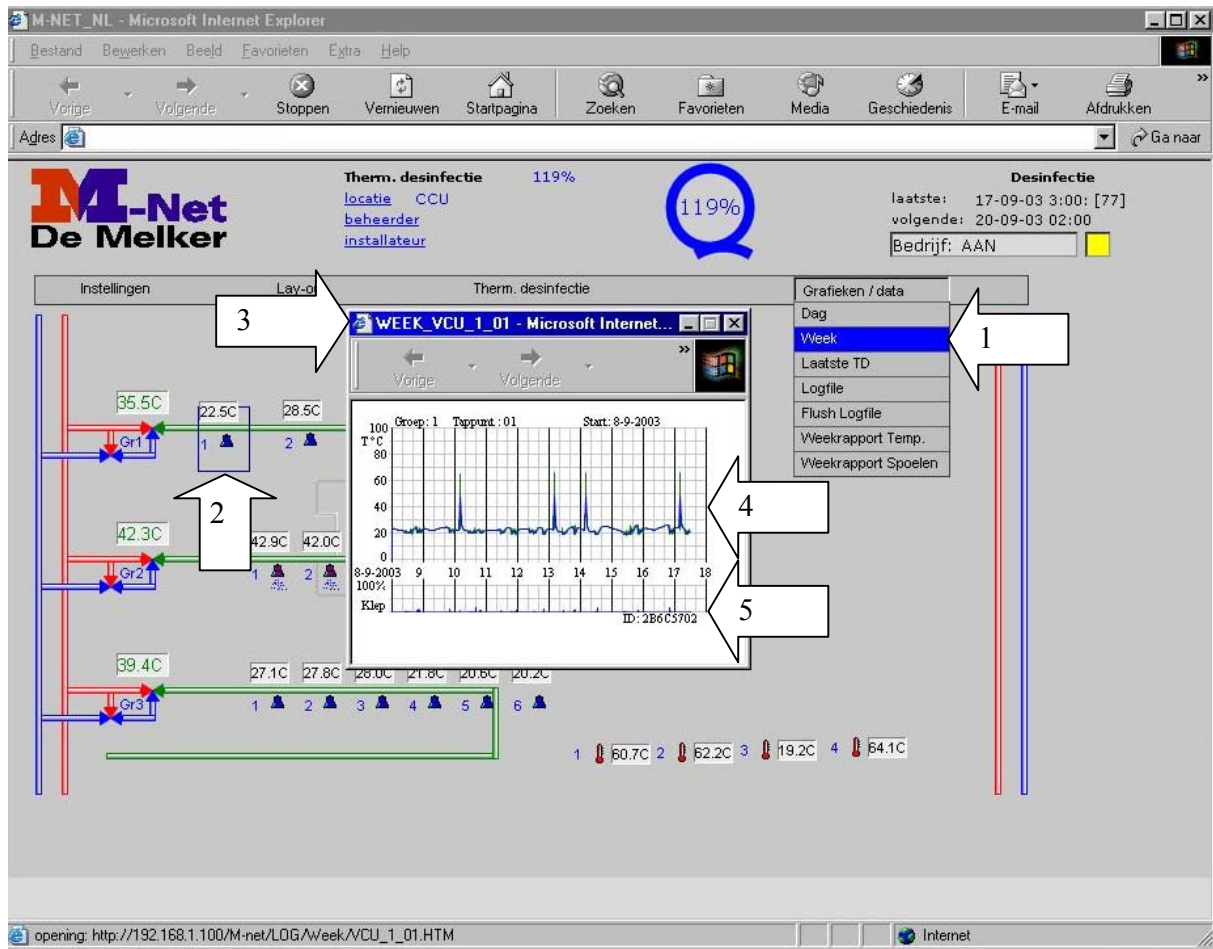 M-NET_NL - Microsoft Internet Explorer
Bestand Bewerken Beeld Favorieten Extra Help
Vorige Volgende Stoppen Vernieuwen Startpagina Zoeken Favorieten Media Geschiedenis E-mail Afdrukken »
Adres Ga naar
M-Net
De Melker
Therm. desinfectie 119%
locatie CCU
beheerder
installateur
119%
Desinfectie
laatste: 17-09-03 3:00: [77]
volgende: 20-09-03 02:00
Bedrijf: AAN
Instellingen Lay-o Therm. desinfectie Grafieken / data
Dag
Week
Laatste TD
Logfile
Flush Logfile
Weekrapport Temp.
Weekrapport Spoelen
1
3
WEEK_VCU_1_01 - Microsoft Internet...
Vorige Volgende »
Groep: 1 Tappunt: 01 Start: 8-9-2003
100
T°C
80
60
40
20
0
8-9-2003 9 10 11 12 13 14 15 16 17 18
100%
Klep
ID: 2B6C5702
4
5
35.5C 22.5C 28.5C
Gr1 1 2
2
42.3C 42.9C 42.0C
Gr2 1 2
39.4C 27.1C 27.8C 28.0C 21.8C 20.6C 20.2C
Gr3 1 2 3 4 5 6
1 60.7C 2 62.2C 3 19.2C 4 64.1C
opening: http://192.168.1.100/M-net/LOG/Week/VCU_1_01.HTM Internet